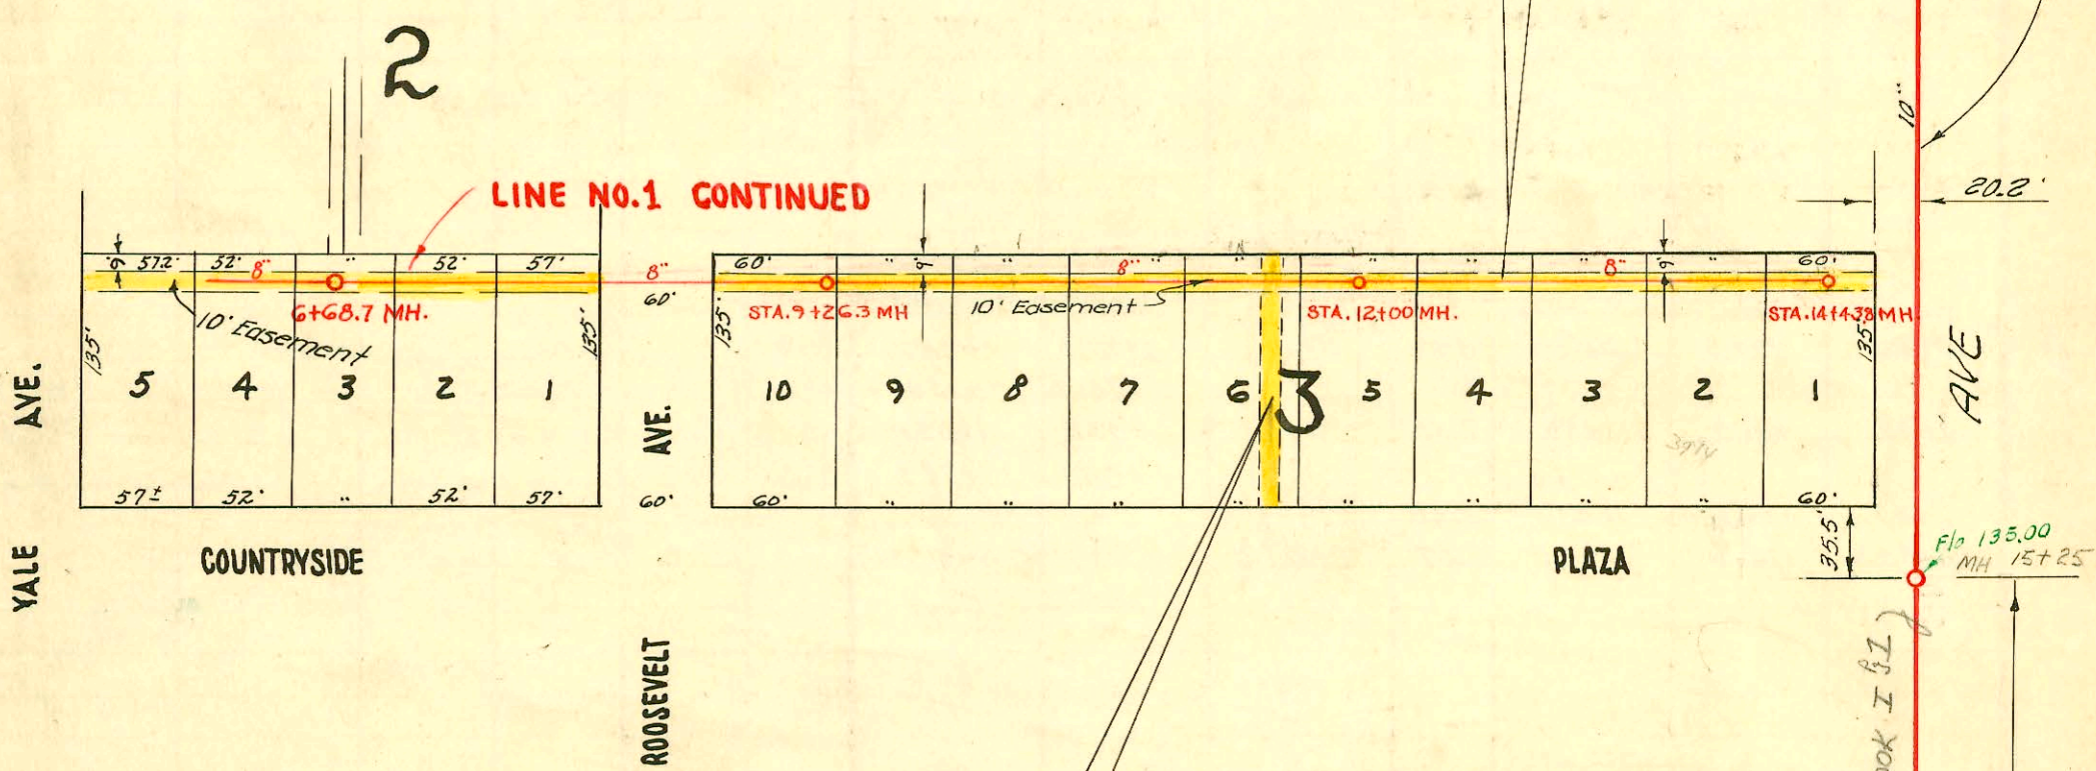 2
10"
20.2'
LINE NO.1 CONTINUED
9' 57.2' 52' 8" " 52' 57'
8"
60'
60' " 9' " 8" " " " " 8" 9' " 60'
10' Easement
6+68.7 MH.
STA.9+26.3 MH
10' Easement
STA.12+00 MH.
STA.14+43.8 MH
135' 135' 135' 135'
5 4 3 2 1
10 9 8 7 6 3 5 4 3 2 1
3994
YALE AVE.
ROOSEVELT AVE.
AVE
57± 52' " 52' 57'
60'
60' " " " " " " " " 60'
35.5'
COUNTRYSIDE PLAZA
F/o 135.00
MH 15+25